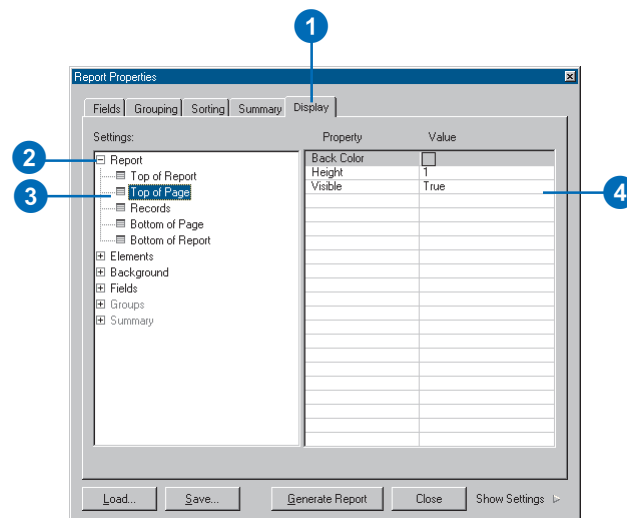 1
Report Properties
Fields Grouping Sorting Summary Display
Settings:
Property Value
2
Report
Top of Report
3
Top of Page
Records
Bottom of Page
Bottom of Report
Elements
Background
Fields
Groups
Summary
Back Color
Height 1
Visible True
4
Load... Save... Generate Report Close Show Settings